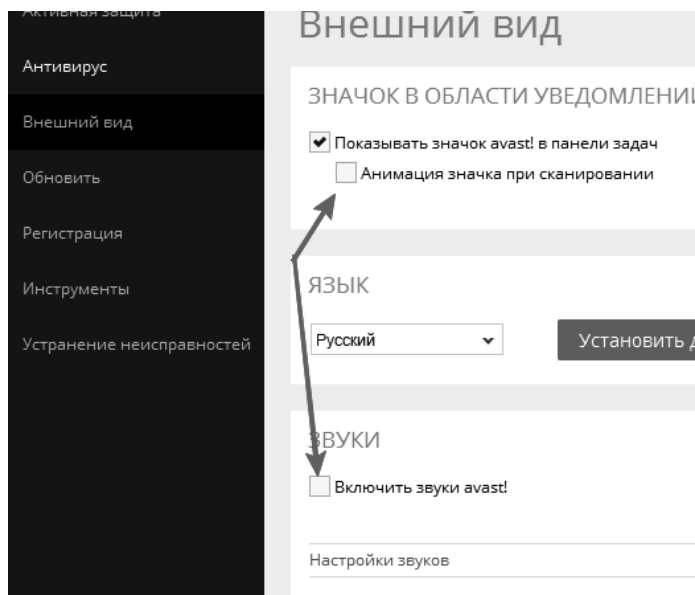 Активная защита
Антивирус
Внешний вид
Обновить
Регистрация
Инструменты
Устранение неисправностей
Внешний вид
ЗНАЧОК В ОБЛАСТИ УВЕДОМЛЕНИЙ
Показывать значок avast! в панели задач
Анимация значка при сканировании
ЯЗЫК
Русский
Установить д
ЗВУКИ
Включить звуки avast!
Настройки звуков